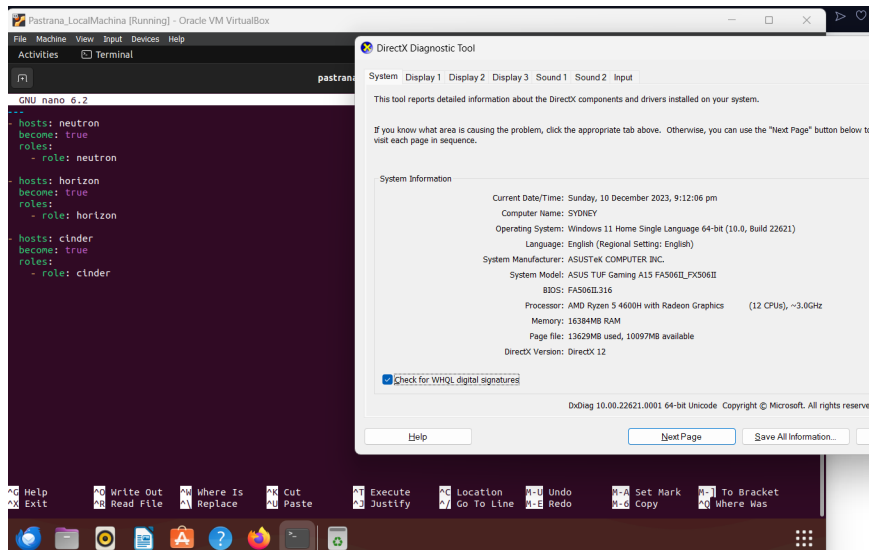 Pastrana_LocalMachina [Running] - Oracle VM VirtualBox
File Machine View Input Devices Help
Activities Terminal
pastrana
GNU nano 6.2
---
- hosts: neutron
become: true
roles:
- role: neutron
- hosts: horizon
become: true
roles:
- role: horizon
- hosts: cinder
become: true
roles:
- role: cinder
^G Help ^O Write Out ^W Where Is ^K Cut ^T Execute ^C Location M-U Undo M-A Set Mark M-] To Bracket
^X Exit ^R Read File ^\ Replace ^U Paste ^J Justify ^/ Go To Line M-E Redo M-6 Copy ^Q Where Was
DirectX Diagnostic Tool
System Display 1 Display 2 Display 3 Sound 1 Sound 2 Input
This tool reports detailed information about the DirectX components and drivers installed on your system.
If you know what area is causing the problem, click the appropriate tab above. Otherwise, you can use the "Next Page" button below to
visit each page in sequence.
System Information
Current Date/Time: Sunday, 10 December 2023, 9:12:06 pm
Computer Name: SYDNEY
Operating System: Windows 11 Home Single Language 64-bit (10.0, Build 22621)
Language: English (Regional Setting: English)
System Manufacturer: ASUSTeK COMPUTER INC.
System Model: ASUS TUF Gaming A15 FA506II_FX506II
BIOS: FA506II.316
Processor: AMD Ryzen 5 4600H with Radeon Graphics (12 CPUs), ~3.0GHz
Memory: 16384MB RAM
Page file: 13629MB used, 10097MB available
DirectX Version: DirectX 12
Check for WHQL digital signatures
DxDiag 10.00.22621.0001 64-bit Unicode Copyright © Microsoft. All rights reserve
Help Next Page Save All Information...